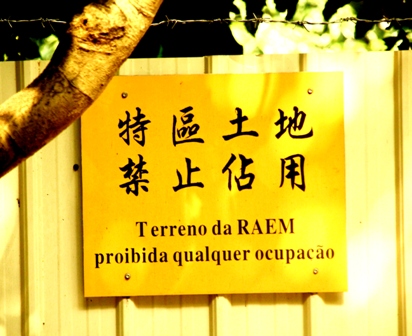 特區土地
禁止佔用
Terreno da RAEM
proibida qualquer ocupacão